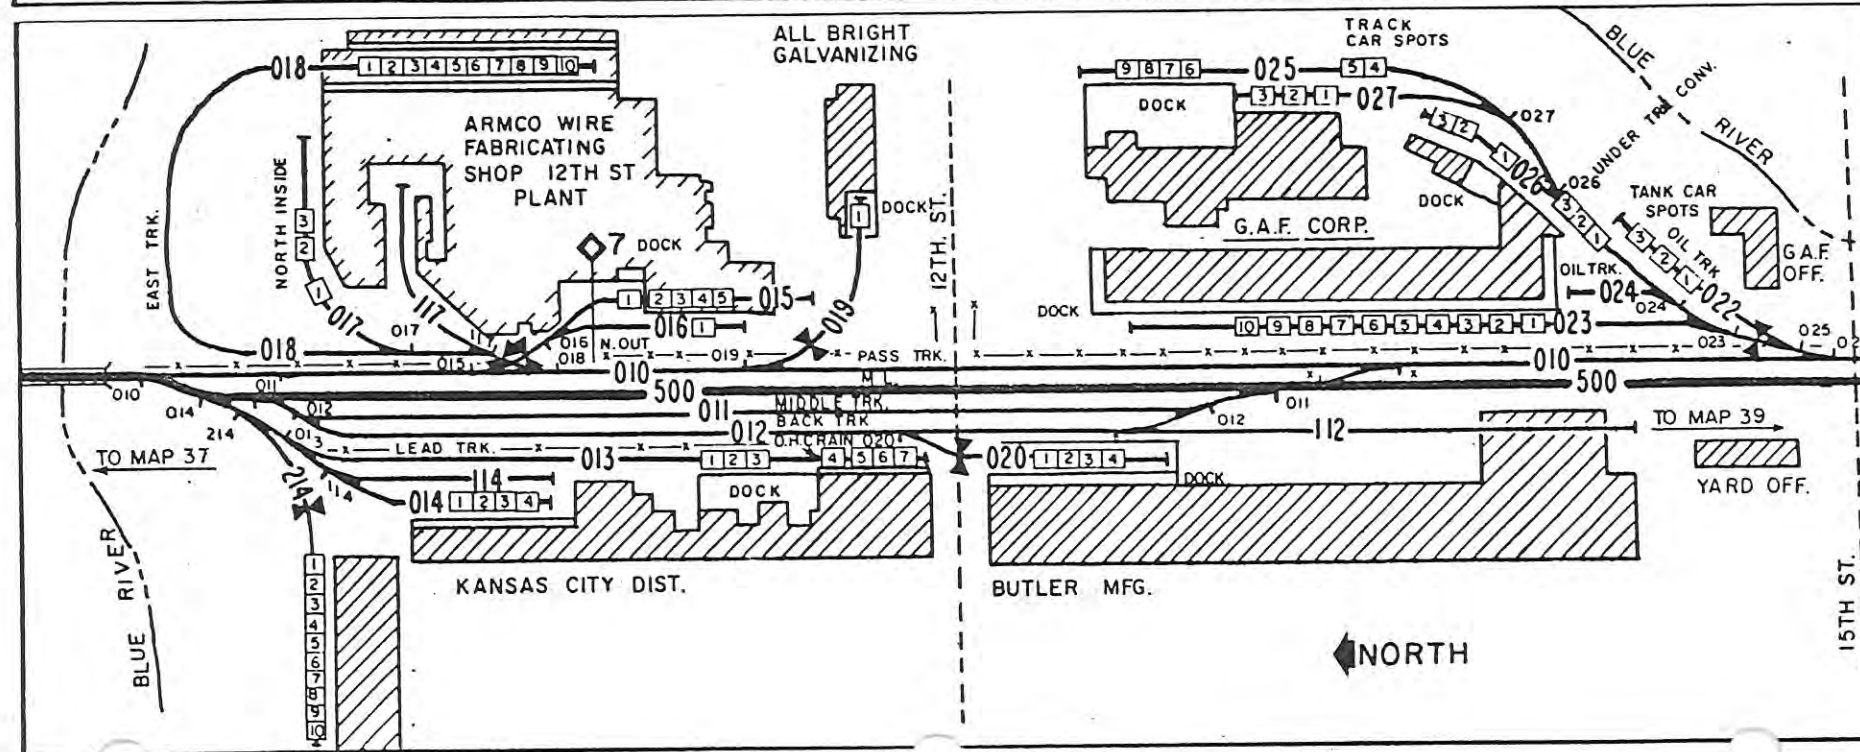 ALL BRIGHT
GALVANIZING
TRACK
CAR SPOTS
BLUE
RIVER
018
1 2 3 4 5 6 7 8 9 10
9 8 7 6
025
5 4
3 2 1
027
DOCK
027
3 2
1
026
026
UNDER TRK CONV.
ARMCO WIRE
FABRICATING
SHOP 12TH ST
PLANT
NORTH INSIDE
EAST TRK.
3
2
1
017
017
117
7
DOCK
1
DOCK
12TH ST.
DOCK
G.A.F. CORP.
3 2 1
TANK CAR
SPOTS
OIL TRK
3 2 1
022
G.A.F.
OFF.
OIL TRK.
024
024
1
2 3 4 5
015
016
1
019
DOCK
10 9 8 7 6 5 4 3 2 1
023
023
025
018
015
016
N. OUT
018
019
PASS TRK.
010
010
M.L.
500
500
010
011
014
012
214
013
011
MIDDLE TRK.
BACK TRK
012
O.H. CRAIN 020
011
012
112
TO MAP 39
TO MAP 37
LEAD TRK.
013
1 2 3
4 5 6 7
020
1 2 3 4
DOCK
YARD OFF.
214
114
114
014
1 2 3 4
DOCK
KANSAS CITY DIST.
BUTLER MFG.
BLUE RIVER
1
2
3
4
5
6
7
8
9
10
NORTH
15TH ST.